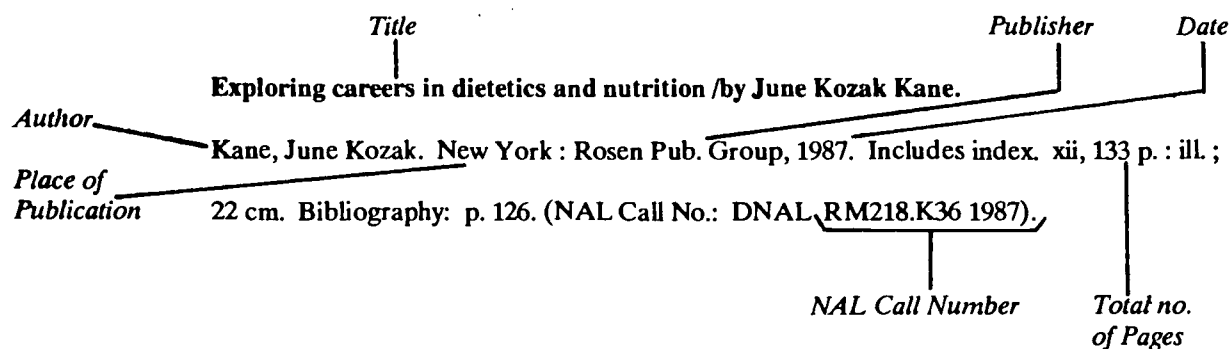 Title Publisher Date
Exploring careers in dietetics and nutrition /by June Kozak Kane.
Author
Kane, June Kozak. New York : Rosen Pub. Group, 1987. Includes index. xii, 133 p. : ill. ;
Place of
Publication 22 cm. Bibliography: p. 126. (NAL Call No.: DNAL RM218.K36 1987).
NAL Call Number Total no.
of Pages